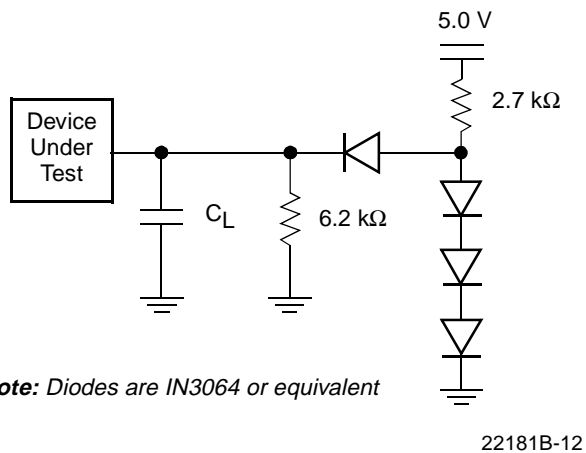 5.0 V
2.7 kΩ
Device
Under
Test
CL
6.2 kΩ
ote: Diodes are IN3064 or equivalent
22181B-12